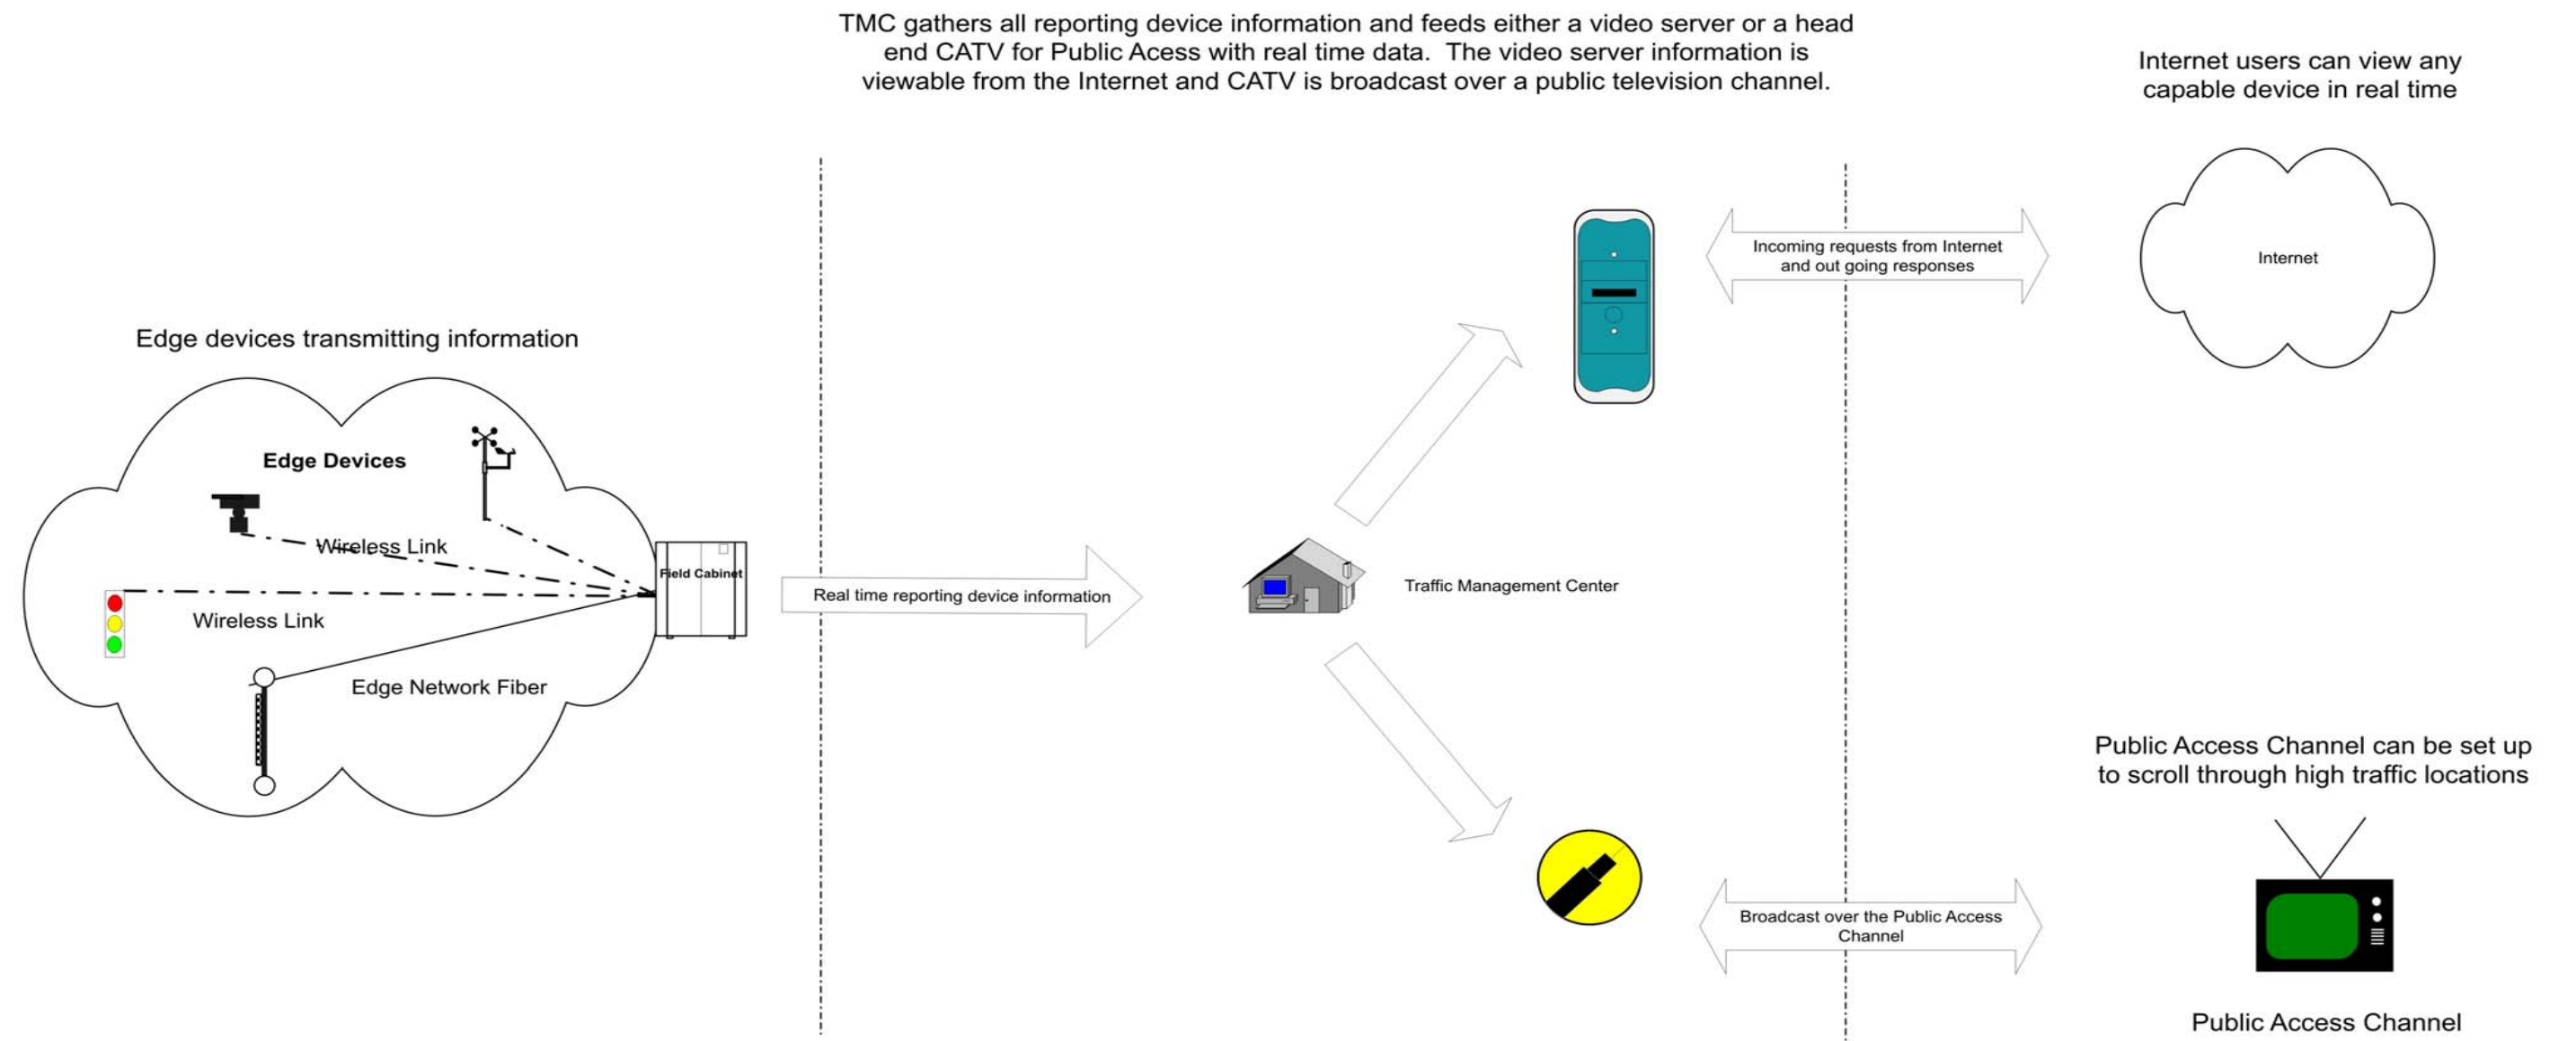 TMC gathers all reporting device information and feeds either a video server or a head
end CATV for Public Acess with real time data. The video server information is
viewable from the Internet and CATV is broadcast over a public television channel.
Internet users can view any
capable device in real time
Incoming requests from Internet
and out going responses
Internet
Edge devices transmitting information
Edge Devices
Wireless Link
Field Cabinet
Wireless Link
Edge Network Fiber
Real time reporting device information
Traffic Management Center
Public Access Channel can be set up
to scroll through high traffic locations
Broadcast over the Public Access
Channel
Public Access Channel